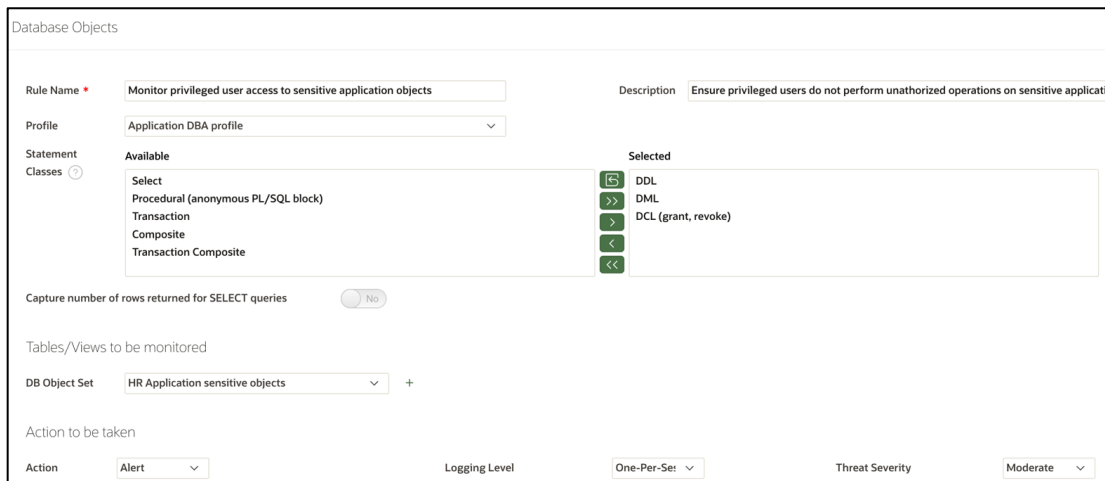 Database Objects
Rule Name *
Monitor privileged user access to sensitive application objects
Description
Ensure privileged users do not perform unathorized operations on sensitive applicati
Profile
Application DBA profile
Statement Classes ?
Available
Select
Procedural (anonymous PL/SQL block)
Transaction
Composite
Transaction Composite
Selected
DDL
DML
DCL (grant, revoke)
Capture number of rows returned for SELECT queries
No
Tables/Views to be monitored
DB Object Set
HR Application sensitive objects
Action to be taken
Action
Alert
Logging Level
One-Per-Ses
Threat Severity
Moderate